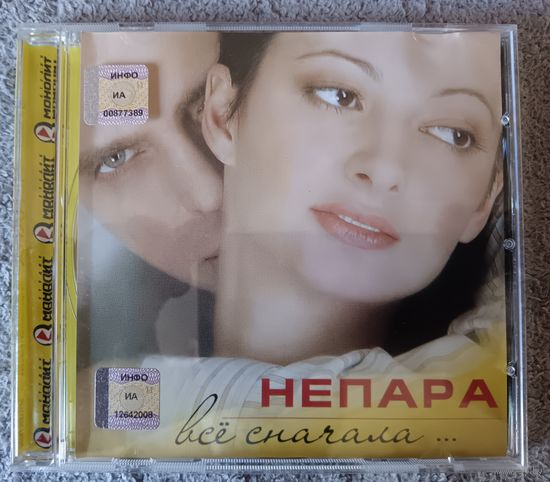 ИНФО
ИА
00877389
НЕПАРА
всё сначала ...
ИНФО
ИА
12642008
МОНОЛИТ
МОНОЛИТ
МОНОЛИТ
МОНОЛИТ
МОНОЛИТ